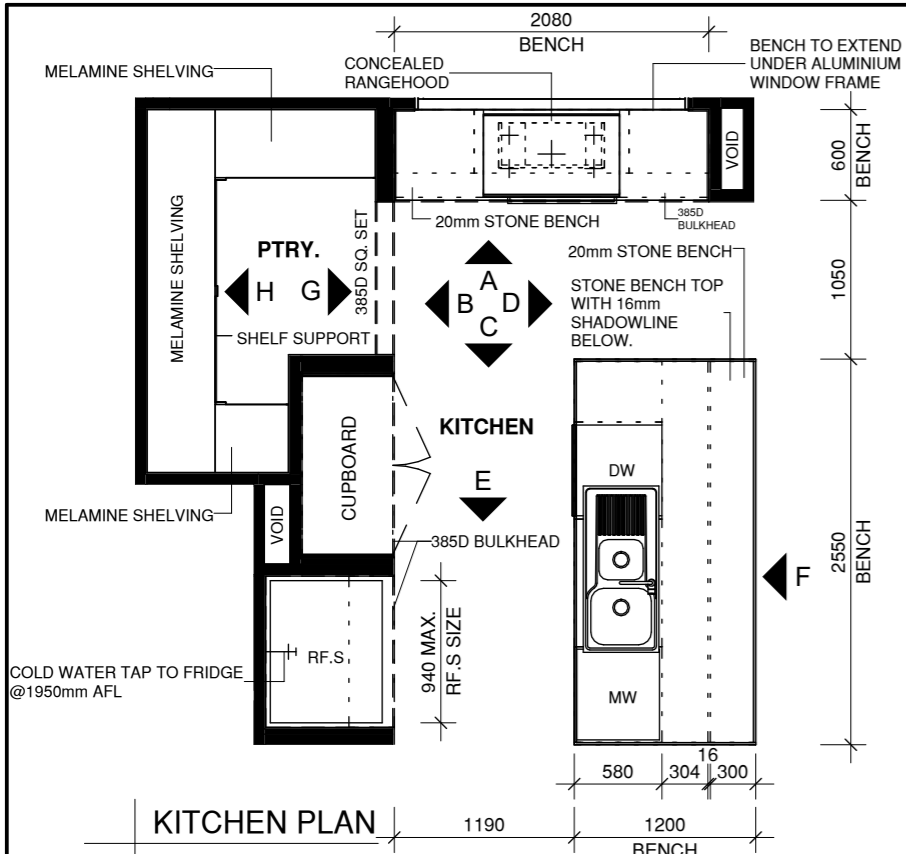 2080
BENCH
MELAMINE SHELVING
CONCEALED
RANGEHOOD
BENCH TO EXTEND
UNDER ALUMINIUM
WINDOW FRAME
VOID
600
BENCH
20mm STONE BENCH
385D
BULKHEAD
MELAMINE SHELVING
PTRY.
385D SQ. SET
H
G
A
B
D
C
20mm STONE BENCH
STONE BENCH TOP
WITH 16mm
SHADOWLINE
BELOW.
1050
SHELF SUPPORT
KITCHEN
CUPBOARD
E
DW
MELAMINE SHELVING
VOID
385D BULKHEAD
F
2550
BENCH
940 MAX.
RF.S SIZE
RF.S
COLD WATER TAP TO FRIDGE
@1950mm AFL
MW
16
580
304
300
KITCHEN PLAN
1190
1200
BENCH